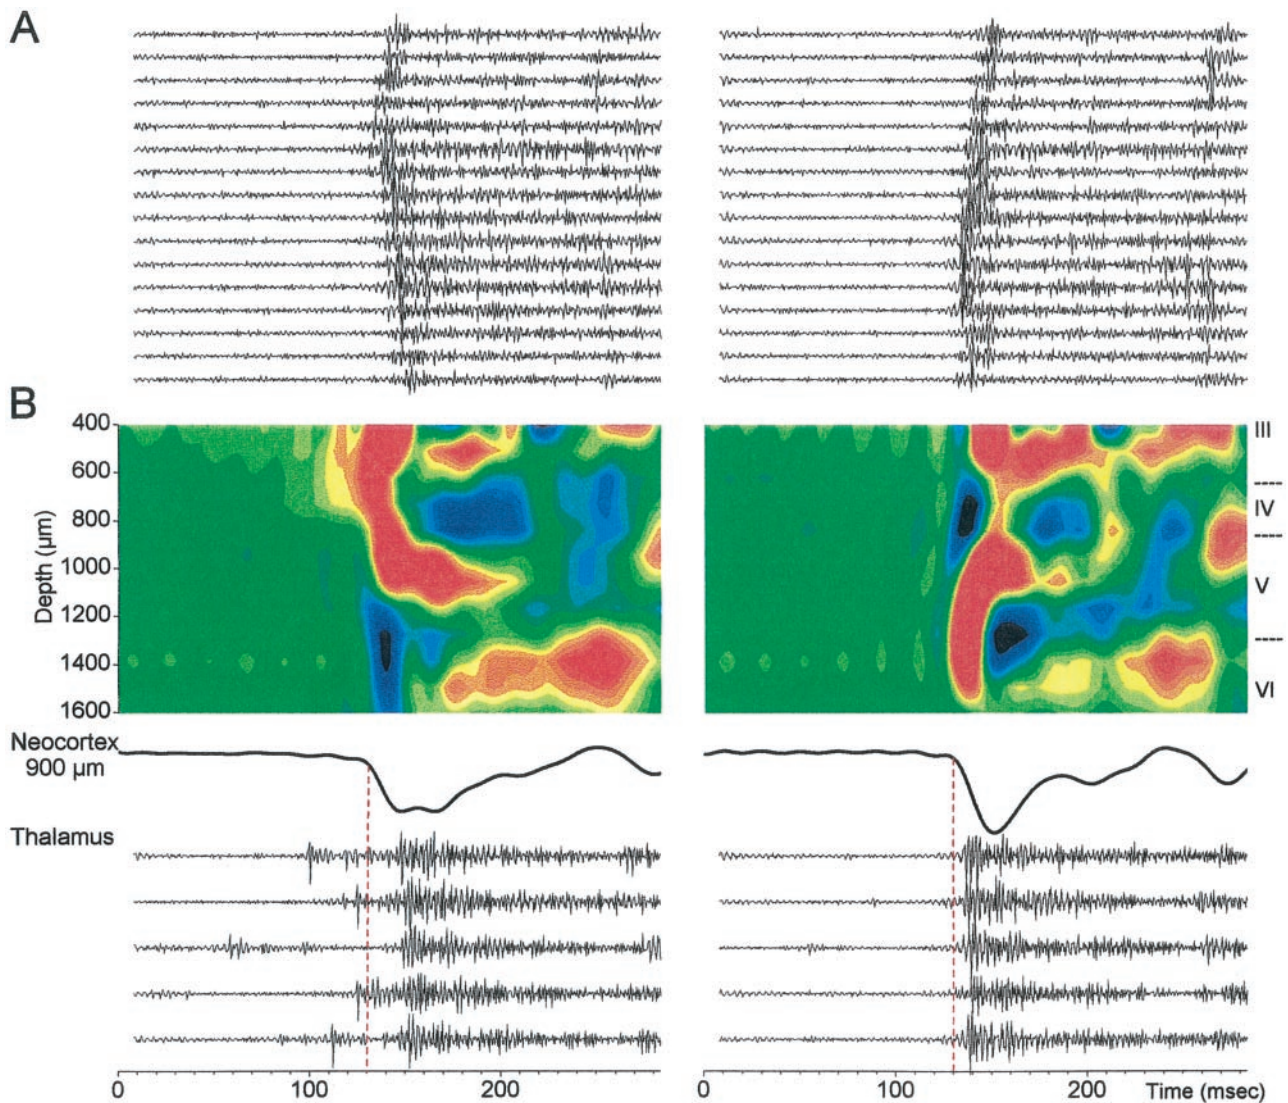 A
B
400
600
800
1000
1200
1400
1600
Depth (µm)
III
IV
V
VI
Neocortex
900 µm
Thalamus
0 100 200
0 100 200 Time (msec)